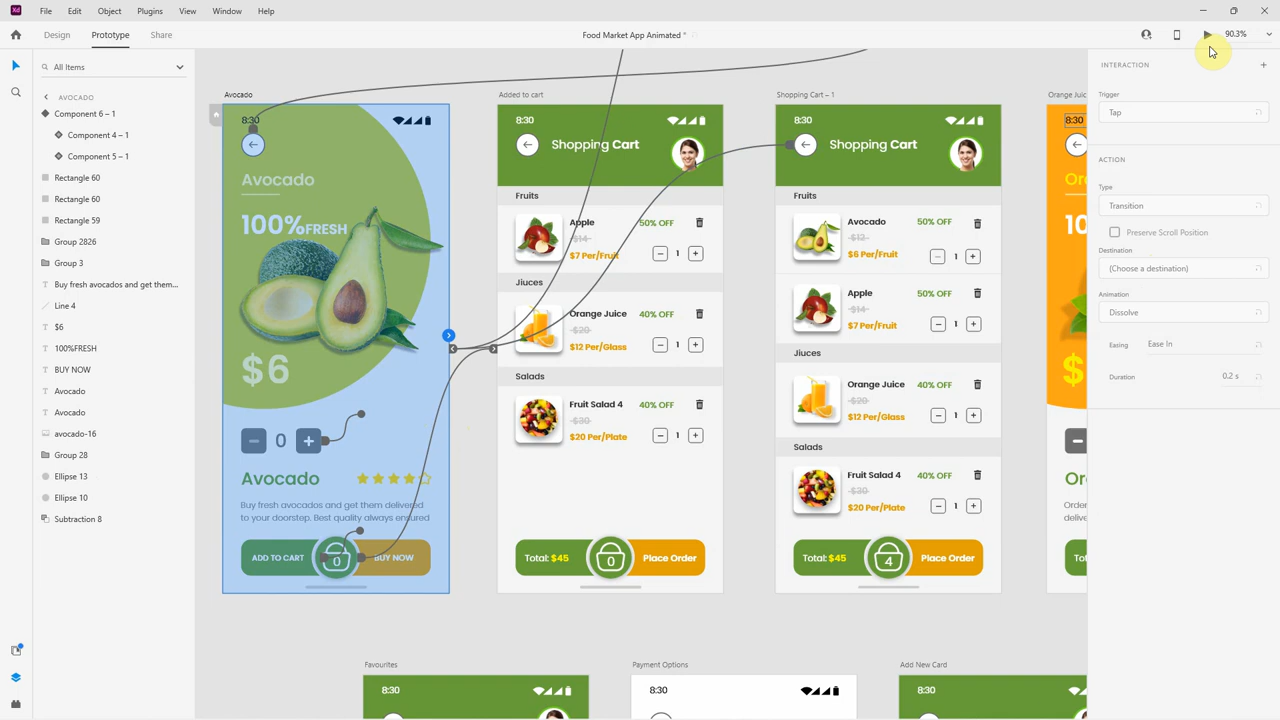 Xd File Edit Object Plugins View Window Help
Design Prototype Share
Food Market App Animated *
90.3%
All Items
AVOCADO
Component 6 – 1
Component 4 – 1
Component 5 – 1
Rectangle 60
Rectangle 60
Rectangle 59
Group 2826
Group 3
Buy fresh avocados and get them...
Line 4
$6
100%FRESH
BUY NOW
Avocado
Avocado
avocado-16
Group 28
Ellipse 13
Ellipse 10
Subtraction 8
Avocado
8:30
Avocado
100%FRESH
$6
0
Avocado
Buy fresh avocados and get them delivered
to your doorstep. Best quality always ensured
ADD TO CART
0
BUY NOW
Added to cart
8:30
Shopping Cart
Fruits
Apple 50% OFF
$14
$7 Per/Fruit
1
Jiuces
Orange Juice 40% OFF
$20
$12 Per/Glass
1
Salads
Fruit Salad 4 40% OFF
$30
$20 Per/Plate
1
Total: $45
0
Place Order
Shopping Cart – 1
8:30
Shopping Cart
Fruits
Avocado 50% OFF
$12
$6 Per/Fruit
1
Apple 50% OFF
$14
$7 Per/Fruit
1
Jiuces
Orange Juice 40% OFF
$20
$12 Per/Glass
1
Salads
Fruit Salad 4 40% OFF
$30
$20 Per/Plate
1
Total: $45
4
Place Order
Orange Juic
8:30
Or
10
$
Or
Order
delive
Tot
Favourites
8:30
Payment Options
8:30
Add New Card
8:30
INTERACTION
Trigger
Tap
ACTION
Type
Transition
Preserve Scroll Position
Destination
(Choose a destination)
Animation
Dissolve
Easing Ease In
Duration 0.2 s